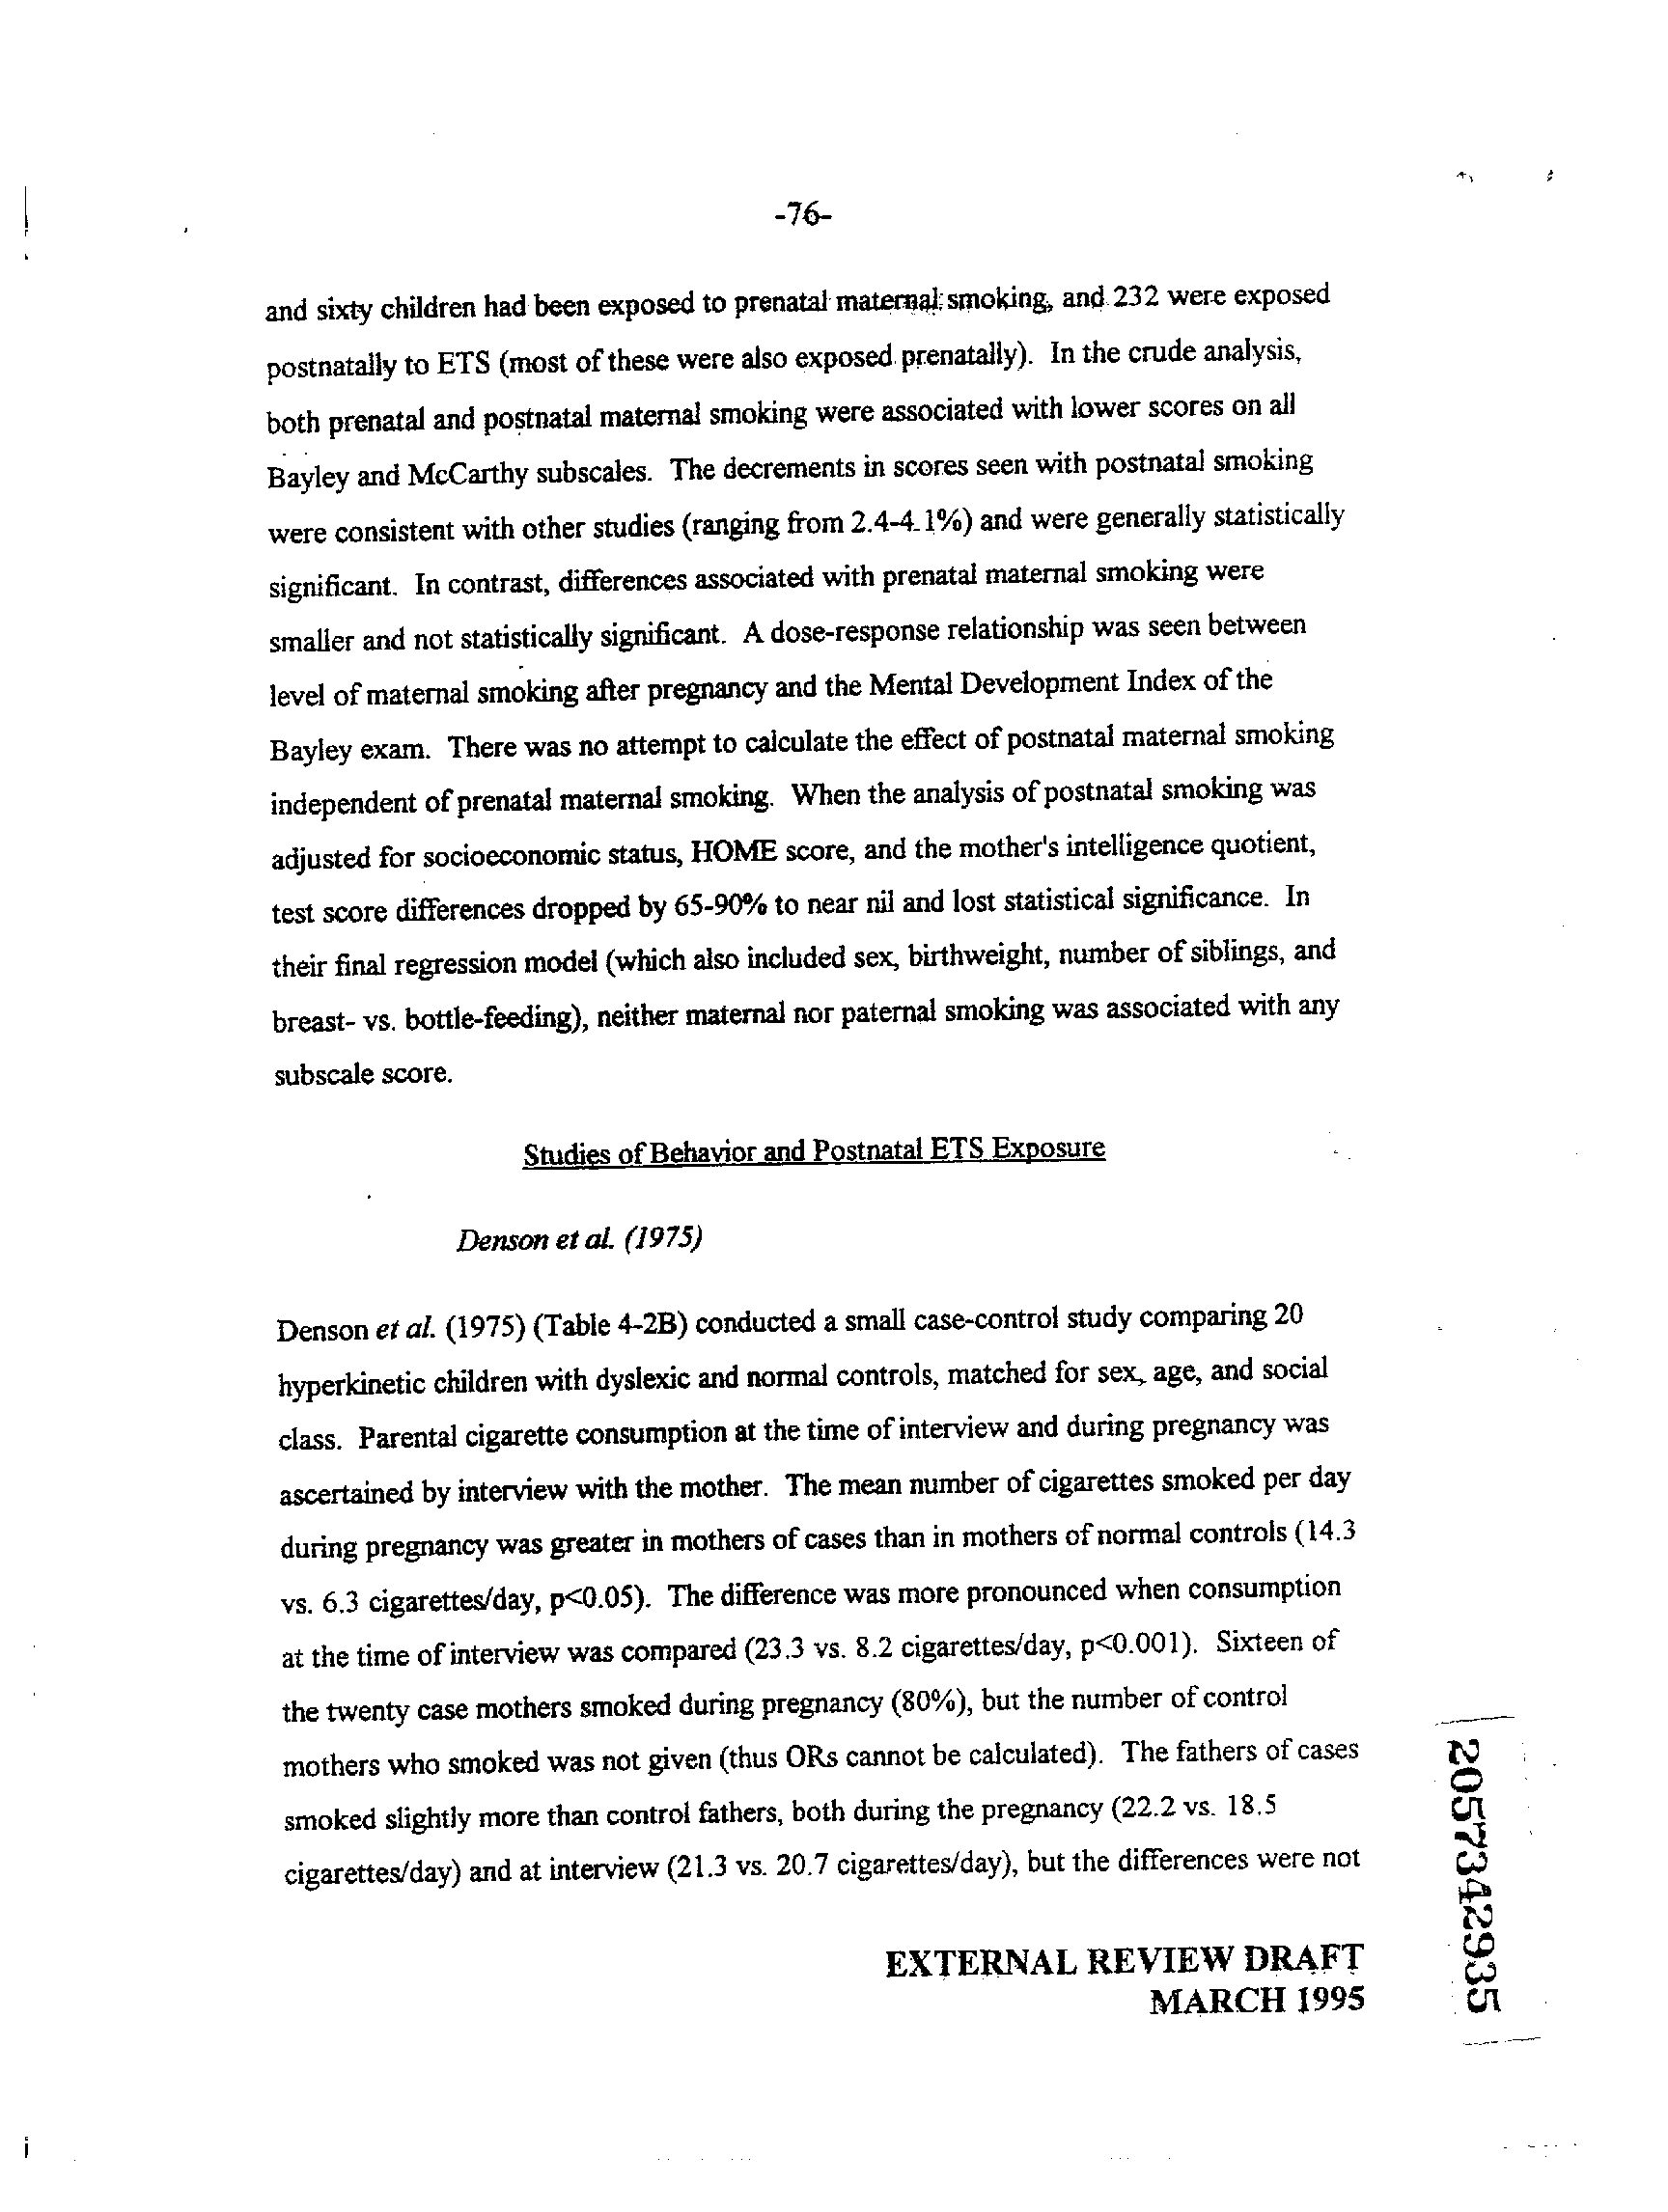 -76-
and sixty children had been exposed to prenatal maternal smoking, and 232 were exposed
postnatally to ETS (most of these were also exposed prenatally). In the crude analysis,
both prenatal and postnatal maternal smoking were associated with lower scores on all
Bayley and McCarthy subscales. The decrements in scores seen with postnatal smoking
were consistent with other studies (ranging from 2.4-4.1%) and were generally statistically
significant. In contrast, differences associated with prenatal maternal smoking were
smaller and not statistically significant. A dose-response relationship was seen between
level of maternal smoking after pregnancy and the Mental Development Index of the
Bayley exam. There was no attempt to calculate the effect of postnatal maternal smoking
independent of prenatal maternal smoking. When the analysis of postnatal smoking was
adjusted for socioeconomic status, HOME score, and the mother's intelligence quotient,
test score differences dropped by 65-90% to near nil and lost statistical significance. In
their final regression model (which also included sex, birthweight, number of siblings, and
breast- vs. bottle-feeding), neither maternal nor paternal smoking was associated with any
subscale score.
Studies of Behavior and Postnatal ETS Exposure
Denson et al. (1975)
Denson et al. (1975) (Table 4-2B) conducted a small case-control study comparing 20
hyperkinetic children with dyslexic and normal controls, matched for sex, age, and social
class. Parental cigarette consumption at the time of interview and during pregnancy was
ascertained by interview with the mother. The mean number of cigarettes smoked per day
during pregnancy was greater in mothers of cases than in mothers of normal controls (14.3
vs. 6.3 cigarettes/day, p<0.05). The difference was more pronounced when consumption
at the time of interview was compared (23.3 vs. 8.2 cigarettes/day, p<0.001). Sixteen of
the twenty case mothers smoked during pregnancy (80%), but the number of control
mothers who smoked was not given (thus ORs cannot be calculated). The fathers of cases
smoked slightly more than control fathers, both during the pregnancy (22.2 vs. 18.5
cigarettes/day) and at interview (21.3 vs. 20.7 cigarettes/day), but the differences were not
EXTERNAL REVIEW DRAFT
MARCH 1995
2057342935